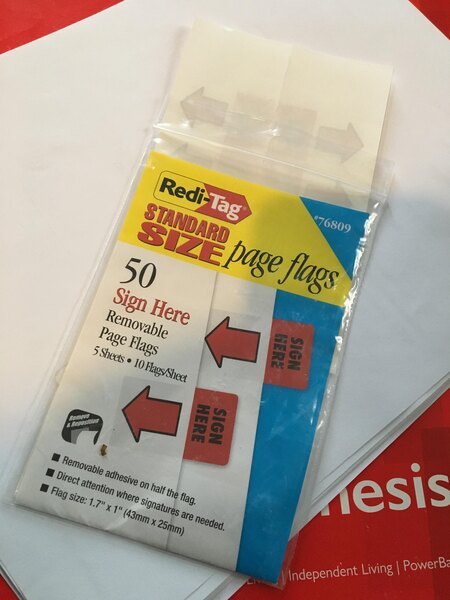 Redi-Tag
#76809
STANDARD
SIZE page flags
50
Sign Here
Removable
Page Flags
5 Sheets • 10 Flags/Sheet
SIGN
HERE
SIGN
HERE
Remove &
Reposition
Removable adhesive on half the flag.
Direct attention where signatures are needed.
Flag size: 1.7" x 1" (43mm x 25mm)
nesis
| Independent Living | PowerBa